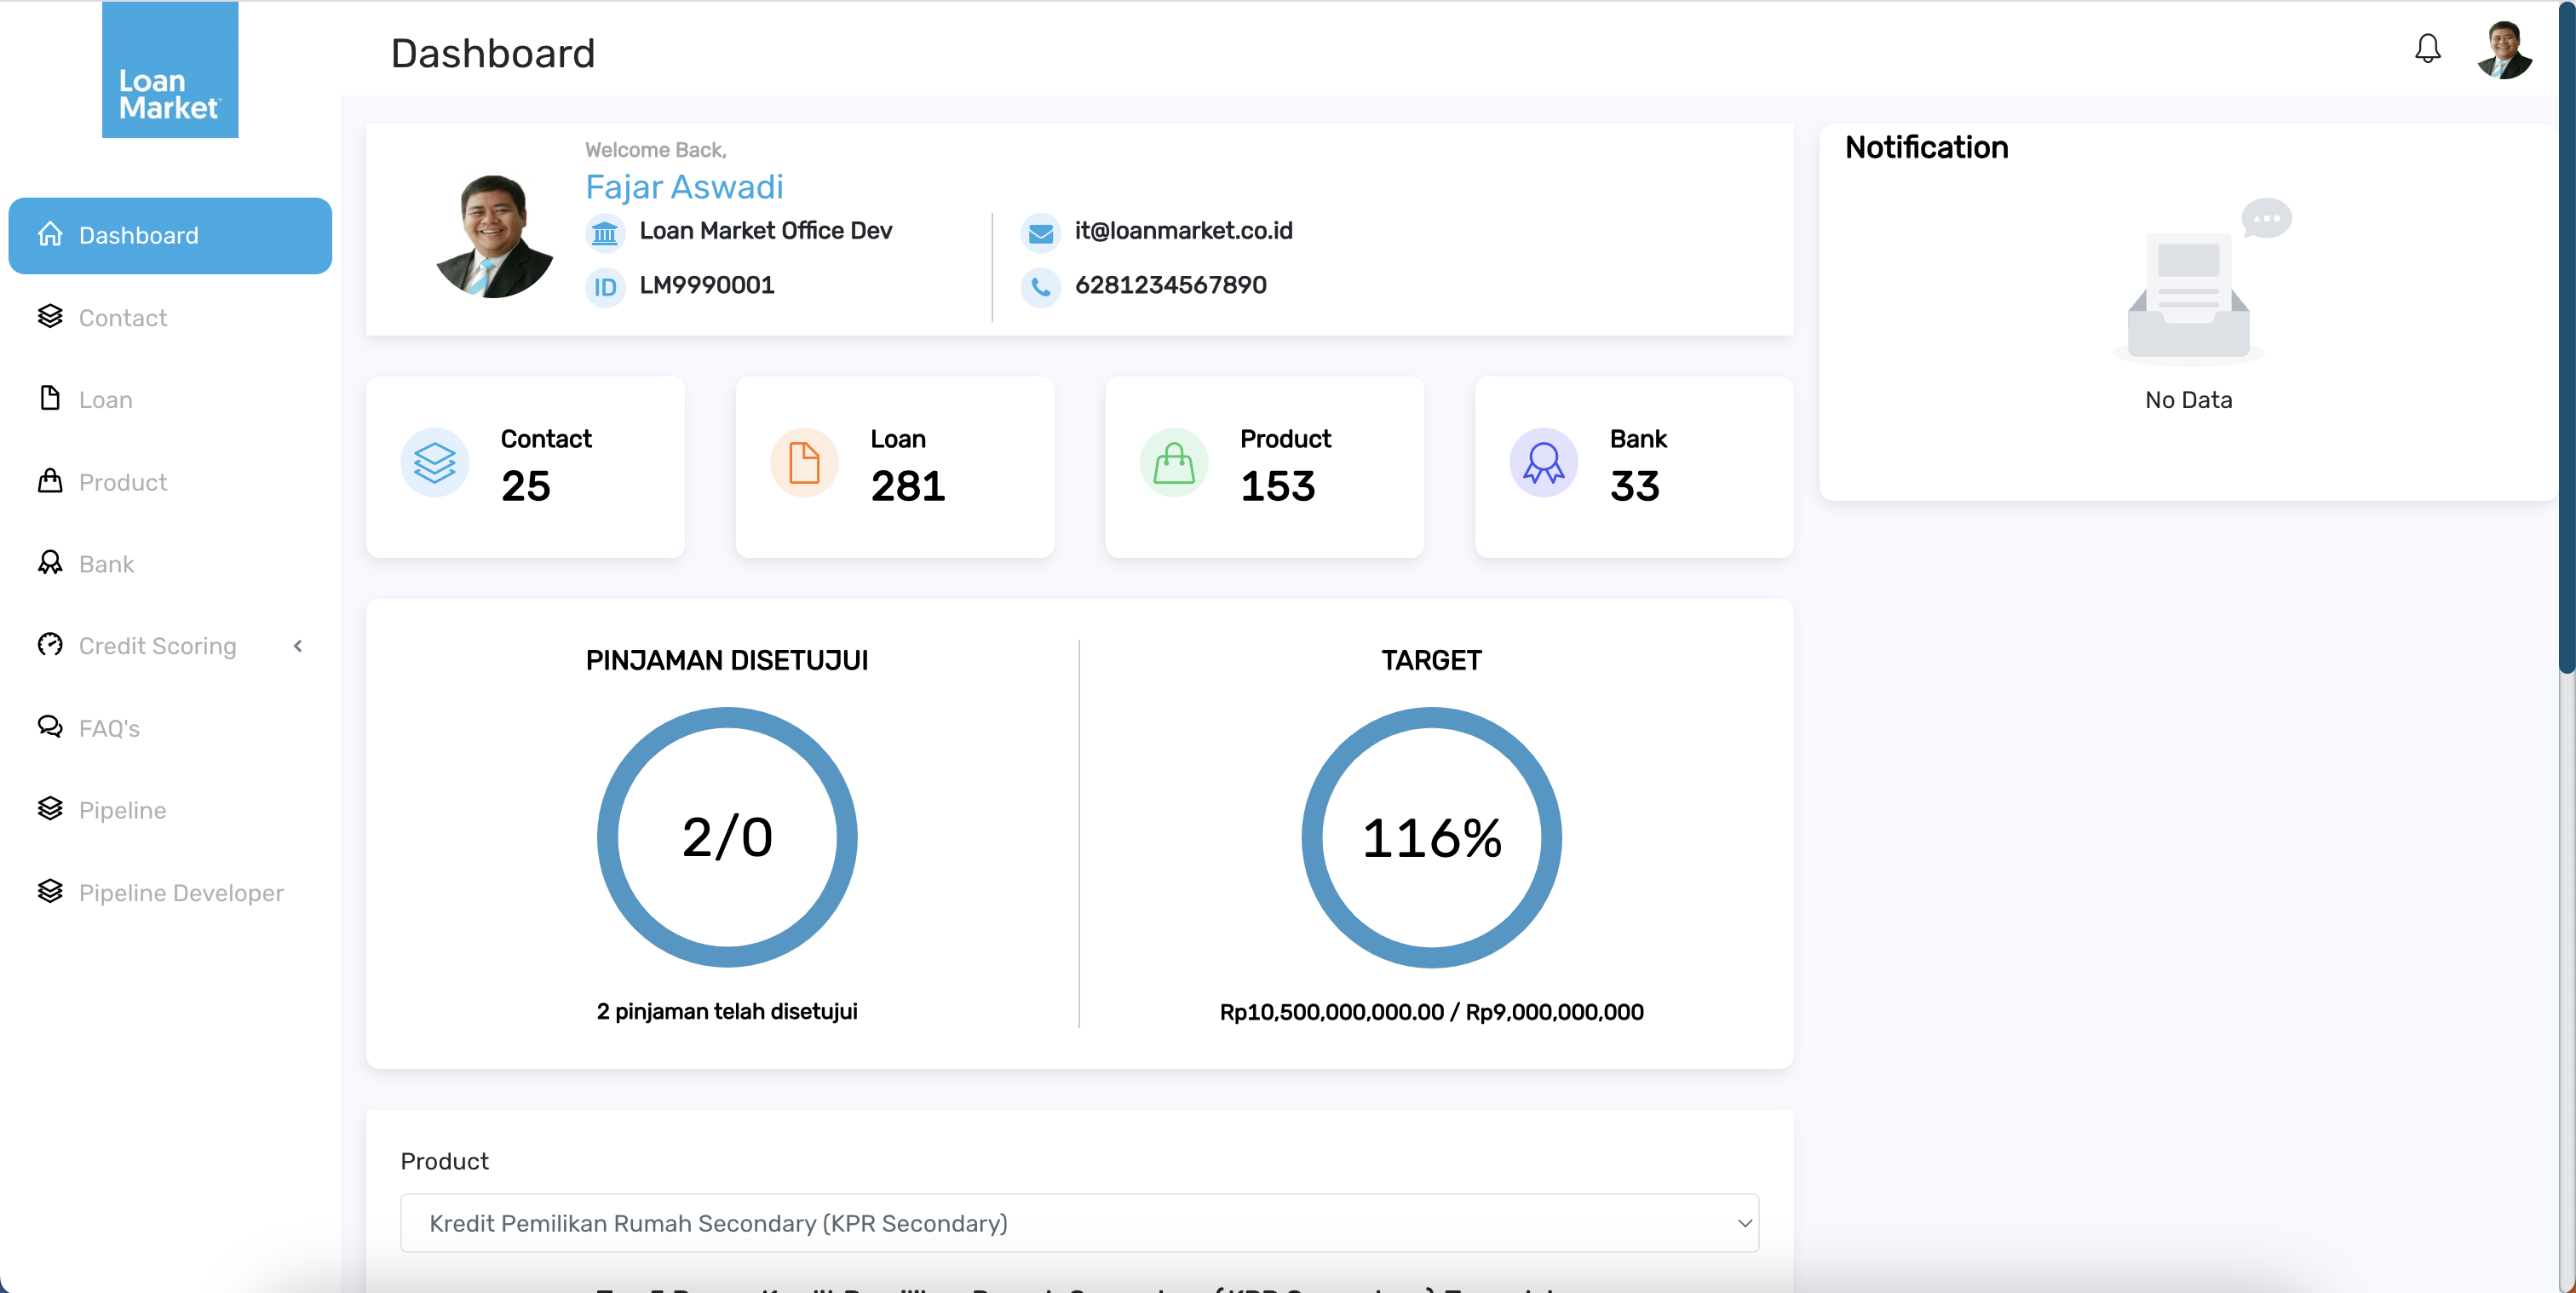 Loan
Market
Dashboard
Dashboard
Contact
Loan
Product
Bank
Credit Scoring
FAQ's
Pipeline
Pipeline Developer
Welcome Back,
Fajar Aswadi
Loan Market Office Dev
it@loanmarket.co.id
ID LM9990001
6281234567890
Notification
No Data
Contact
25
Loan
281
Product
153
Bank
33
PINJAMAN DISETUJUI
2/0
2 pinjaman telah disetujui
TARGET
116%
Rp10,500,000,000.00 / Rp9,000,000,000
Product
Kredit Pemilikan Rumah Secondary (KPR Secondary)